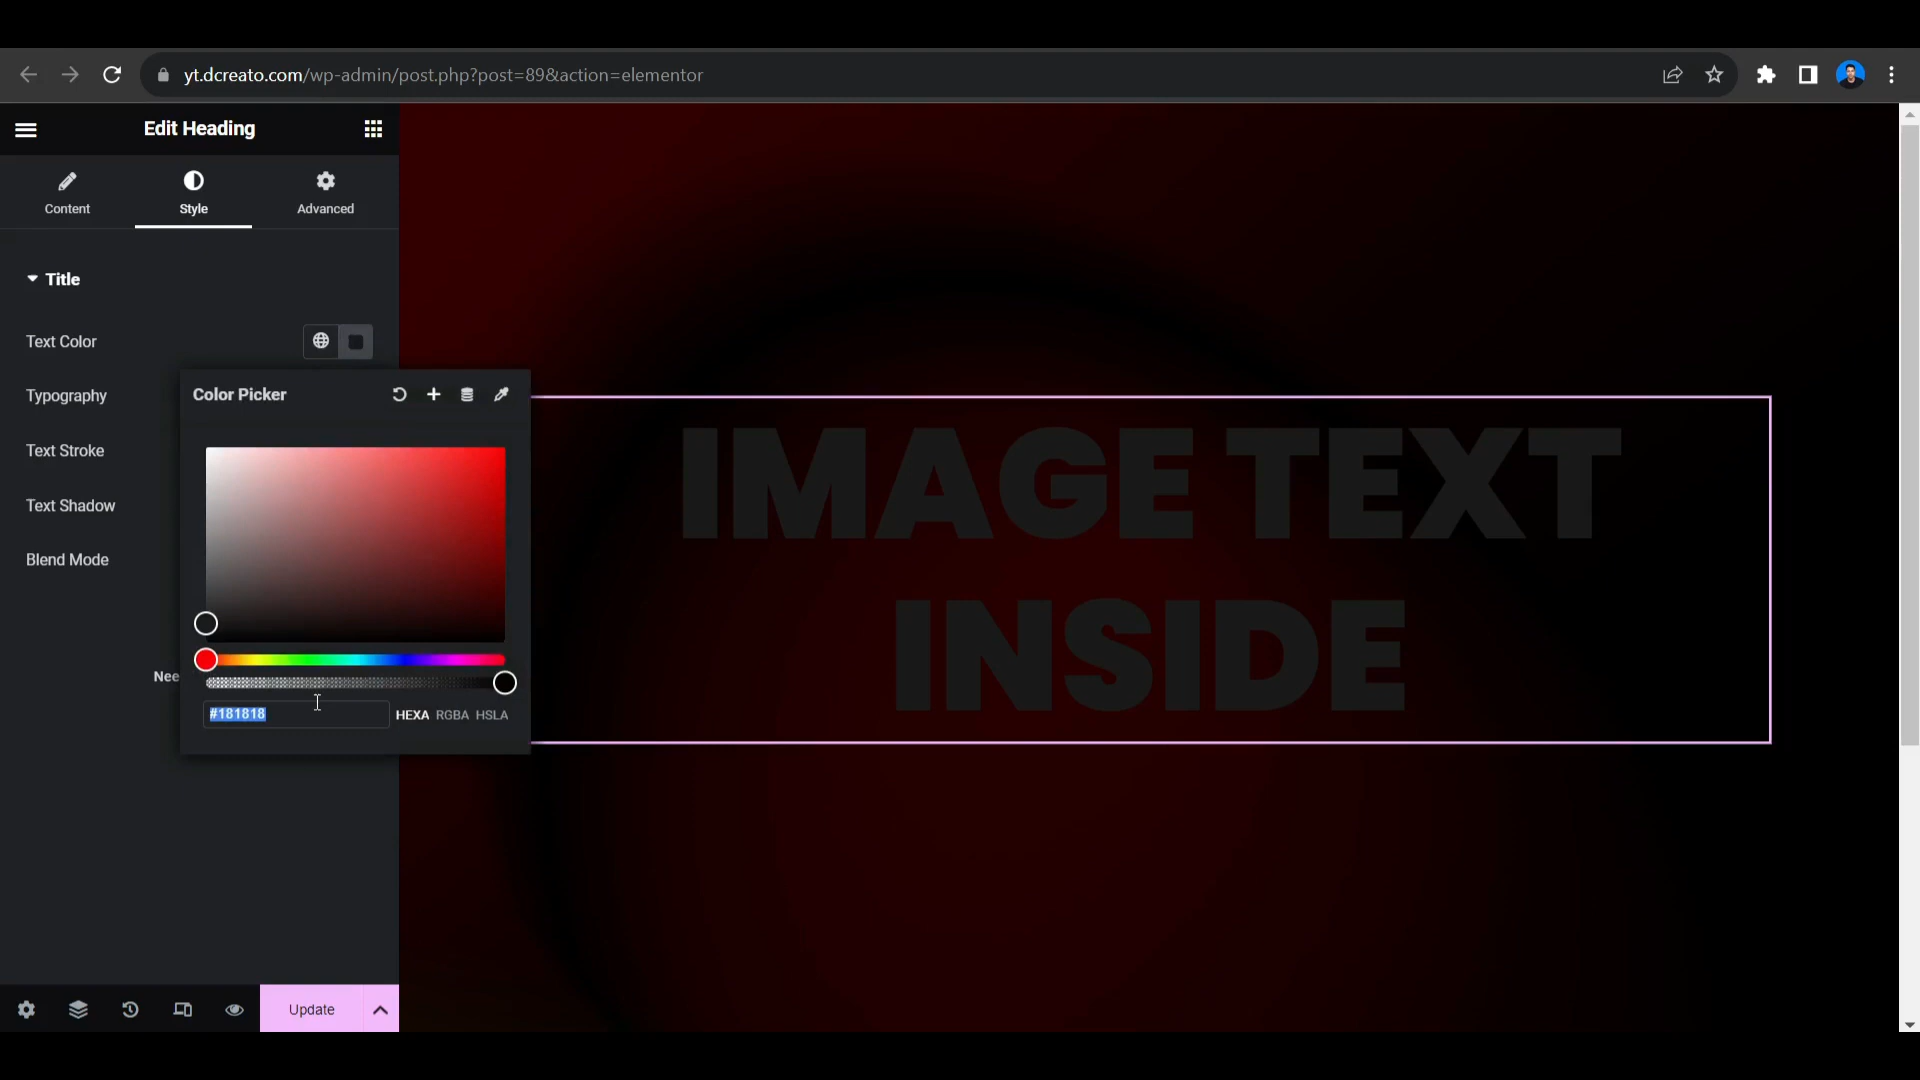 yt.dcreato.com/wp-admin/post.php?post=89&action=elementor
Edit Heading
Content
Style
Advanced
Title
Text Color
Typography
Text Stroke
Text Shadow
Blend Mode
Color Picker
Nee
#181818
HEXA RGBA HSLA
IMAGE TEXT
INSIDE
Update